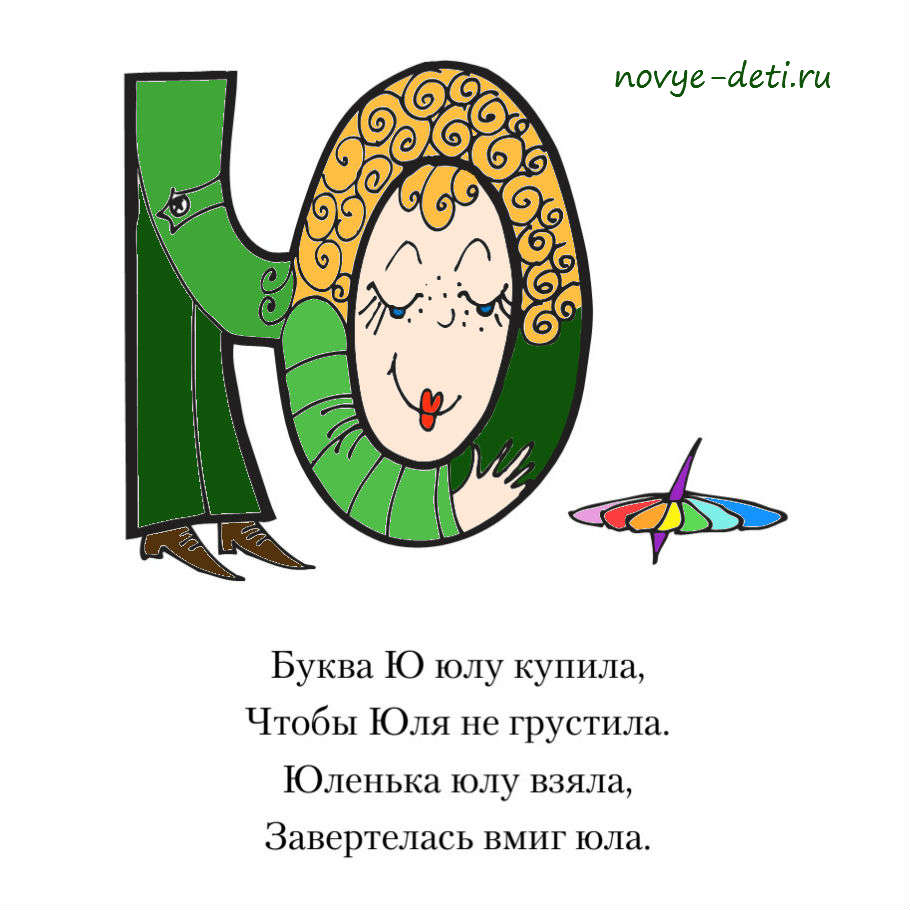 novye-deti.ru
Буква Ю юлу купила,
Чтобы Юля не грустила.
Юленька юлу взяла,
Завертелась вмиг юла.